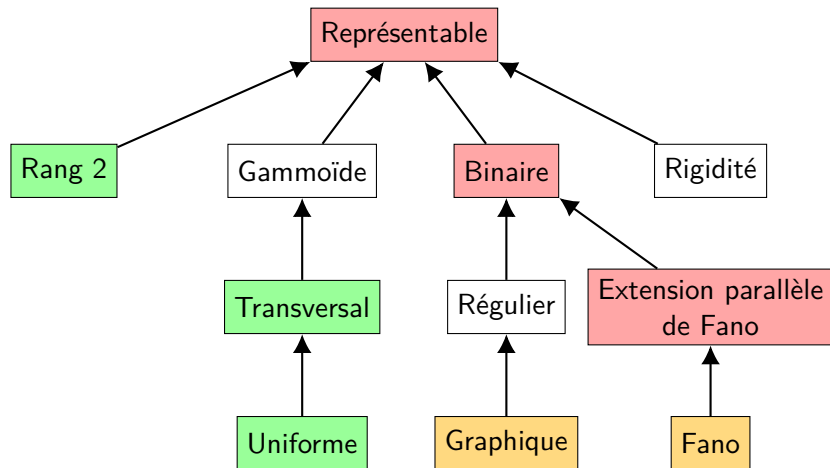 Représentable
Rang 2
Gammoïde
Binaire
Rigidité
Transversal
Régulier
Extension parallèle
de Fano
Uniforme
Graphique
Fano